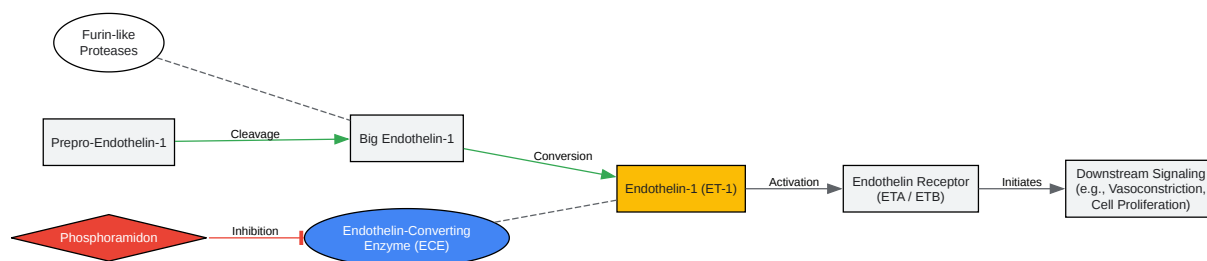 Furin-like
Proteases
Prepro-Endothelin-1
Cleavage
Big Endothelin-1
Conversion
Endothelin-1 (ET-1)
Activation
Endothelin Receptor
(ETA / ETB)
Initiates
Downstream Signaling
(e.g., Vasoconstriction,
Cell Proliferation)
Phosphoramidon
Inhibition
Endothelin-Converting
Enzyme (ECE)